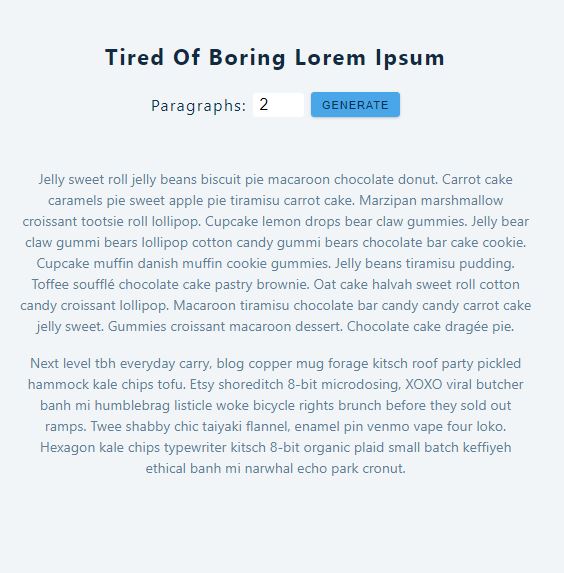 Tired Of Boring Lorem Ipsum
Paragraphs: 2 GENERATE
Jelly sweet roll jelly beans biscuit pie macaroon chocolate donut. Carrot cake
caramels pie sweet apple pie tiramisu carrot cake. Marzipan marshmallow
croissant tootsie roll lollipop. Cupcake lemon drops bear claw gummies. Jelly bear
claw gummi bears lollipop cotton candy gummi bears chocolate bar cake cookie.
Cupcake muffin danish muffin cookie gummies. Jelly beans tiramisu pudding.
Toffee soufflé chocolate cake pastry brownie. Oat cake halvah sweet roll cotton
candy croissant lollipop. Macaroon tiramisu chocolate bar candy candy carrot cake
jelly sweet. Gummies croissant macaroon dessert. Chocolate cake dragée pie.
Next level tbh everyday carry, blog copper mug forage kitsch roof party pickled
hammock kale chips tofu. Etsy shoreditch 8-bit microdosing, XOXO viral butcher
banh mi humblebrag listicle woke bicycle rights brunch before they sold out
ramps. Twee shabby chic taiyaki flannel, enamel pin venmo vape four loko.
Hexagon kale chips typewriter kitsch 8-bit organic plaid small batch keffiyeh
ethical banh mi narwhal echo park cronut.